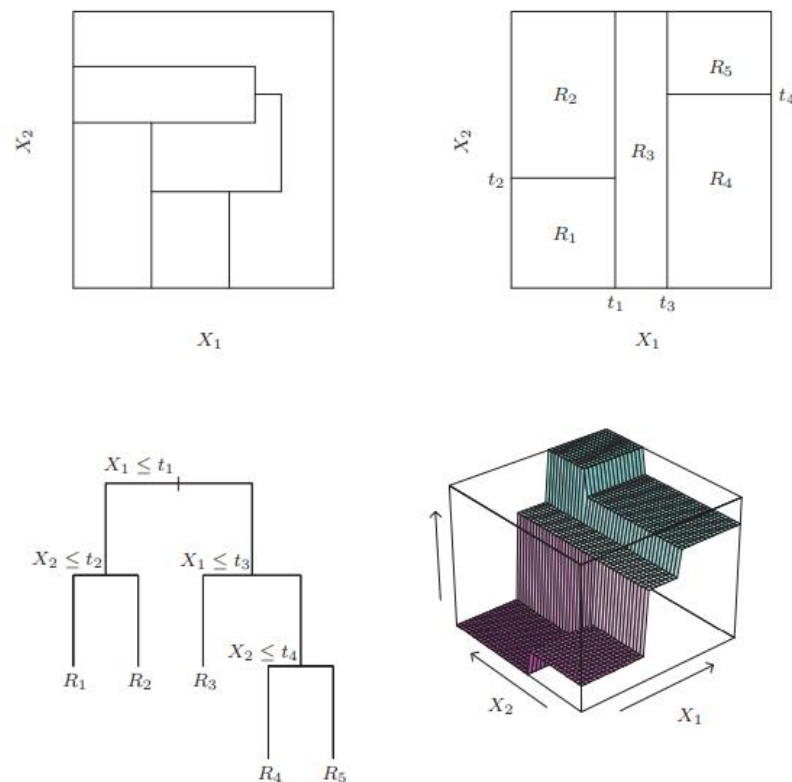 X₂
X₁
R₅
R₂
t₄
X₂
R₃
R₄
t₂
R₁
t₁ t₃
X₁
X₁ ≤ t₁
X₂ ≤ t₂
X₁ ≤ t₃
X₂ ≤ t₄
R₁ R₂ R₃
R₄ R₅
X₂
X₁